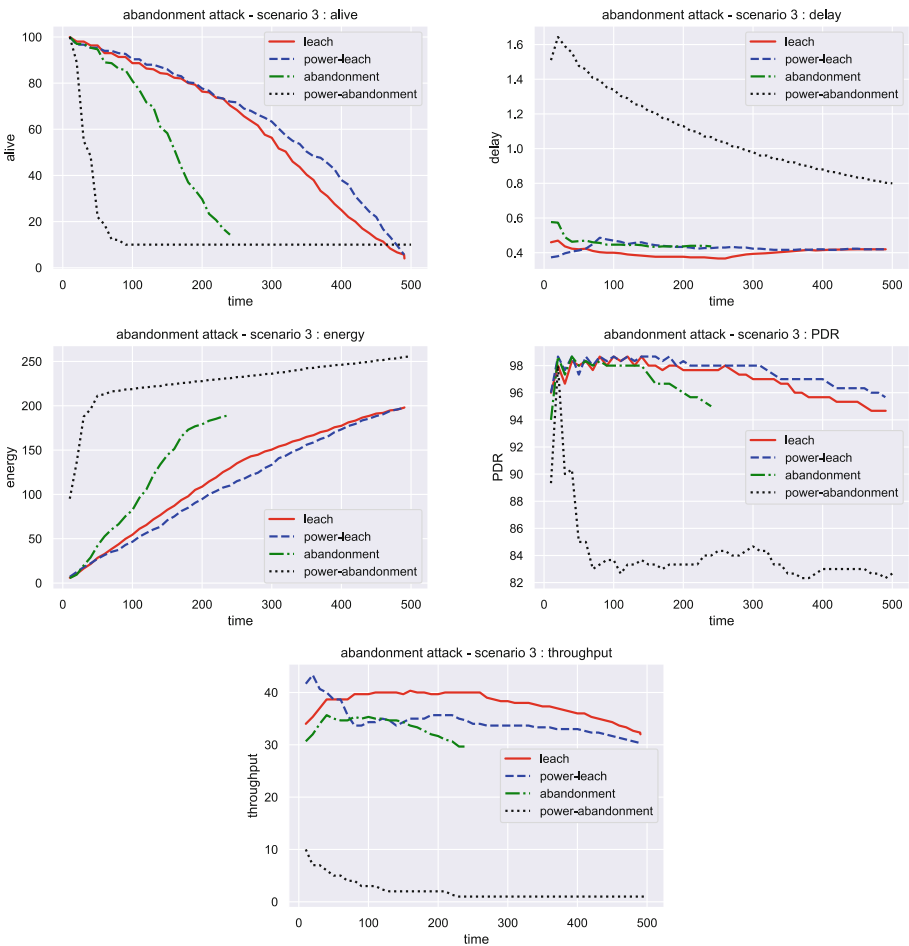 abandonment attack - scenario 3 : alive
100
80
60
40
20
0
alive
0 100 200 300 400 500
time
leach
power-leach
abandonment
power-abandonment
abandonment attack - scenario 3 : delay
1.6
1.4
1.2
1.0
0.8
0.6
0.4
delay
0 100 200 300 400 500
time
leach
power-leach
abandonment
power-abandonment
abandonment attack - scenario 3 : energy
250
200
150
100
50
0
energy
0 100 200 300 400 500
time
leach
power-leach
abandonment
power-abandonment
abandonment attack - scenario 3 : PDR
98
96
94
92
90
88
86
84
82
PDR
0 100 200 300 400 500
time
leach
power-leach
abandonment
power-abandonment
abandonment attack - scenario 3 : throughput
40
30
20
10
0
throughput
0 100 200 300 400 500
time
leach
power-leach
abandonment
power-abandonment